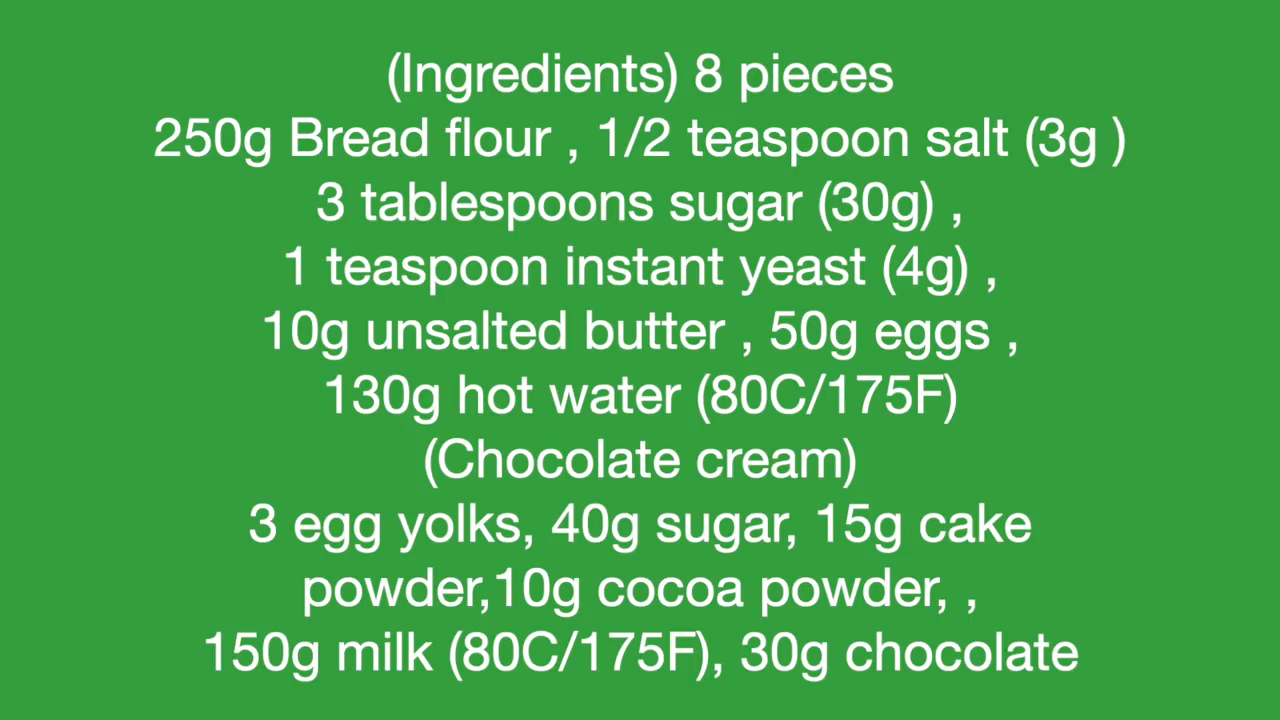 (Ingredients) 8 pieces
250g Bread flour , 1/2 teaspoon salt (3g )
3 tablespoons sugar (30g) ,
1 teaspoon instant yeast (4g) ,
10g unsalted butter , 50g eggs ,
130g hot water (80C/175F)
(Chocolate cream)
3 egg yolks, 40g sugar, 15g cake
powder,10g cocoa powder, ,
150g milk (80C/175F), 30g chocolate